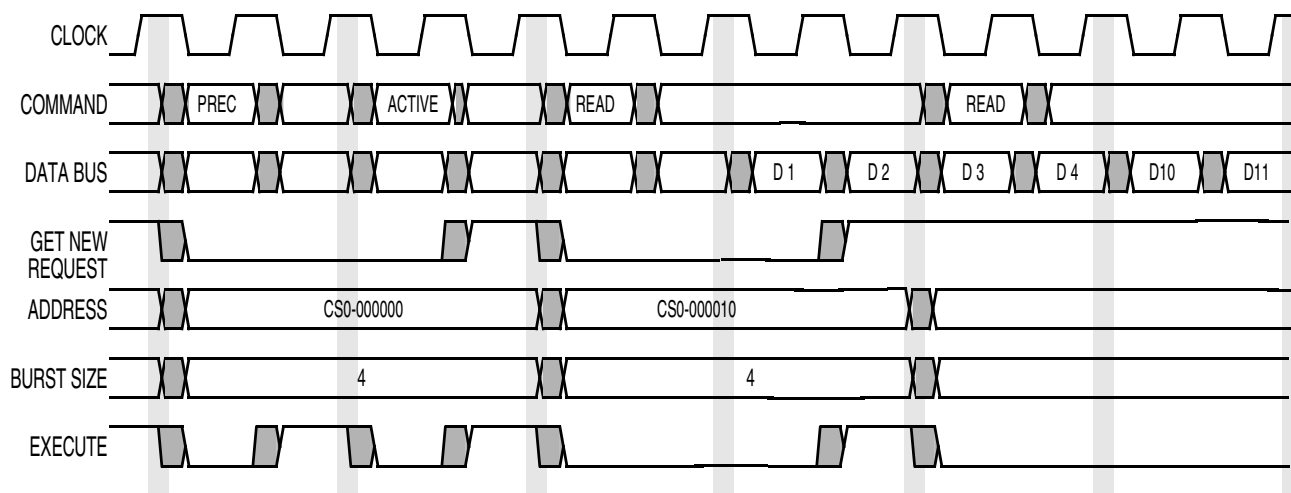 CLOCK
COMMAND PREC ACTIVE READ READ
DATA BUS D 1 D 2 D 3 D 4 D10 D11
GET NEW
REQUEST
ADDRESS CS0-000000 CS0-000010
BURST SIZE 4 4
EXECUTE